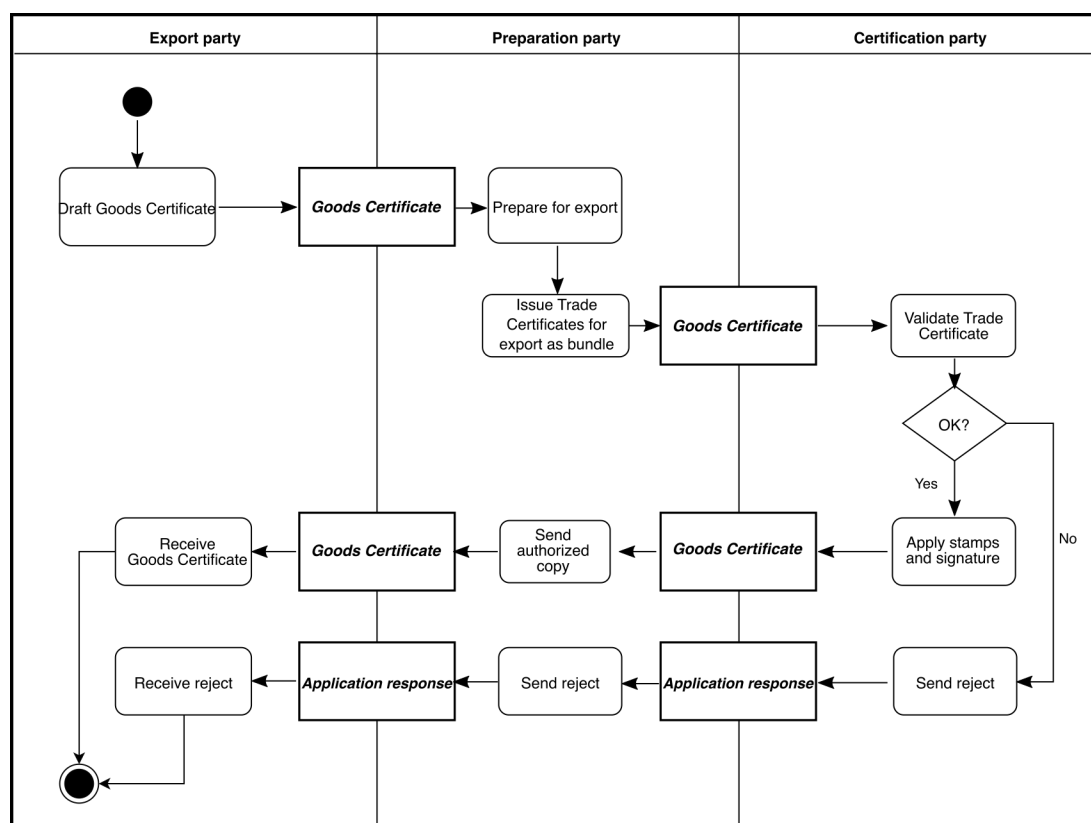 Export party
Preparation party
Certification party
Draft Goods Certificate
Goods Certificate
Prepare for export
Issue Trade
Certificates for
export as bundle
Goods Certificate
Validate Trade
Certificate
OK?
Yes
No
Receive
Goods Certificate
Goods Certificate
Send
authorized
copy
Goods Certificate
Apply stamps
and signature
Receive reject
Application response
Send reject
Application response
Send reject